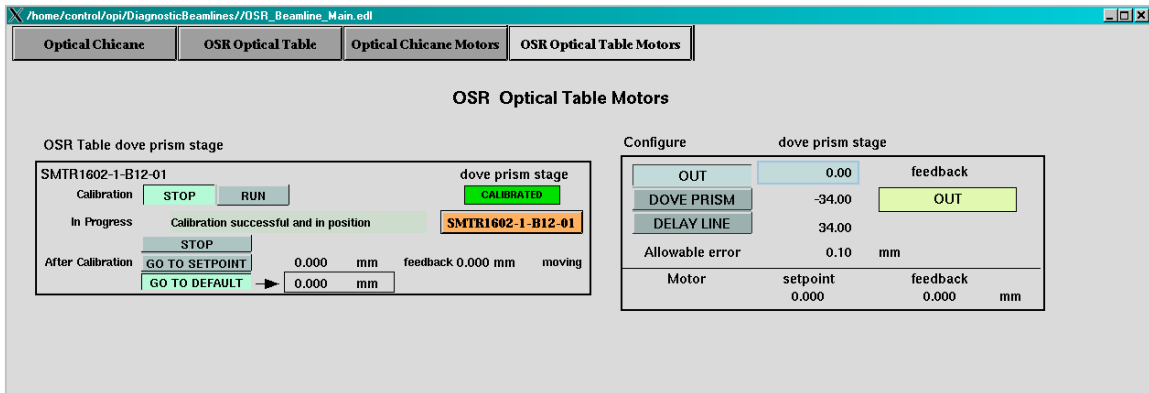 /home/control/opi/DiagnosticBeamlines//OSR_Beamline_Main.edl
Optical Chicane OSR Optical Table Optical Chicane Motors OSR Optical Table Motors
OSR Optical Table Motors
OSR Table dove prism stage
SMTR1602-1-B12-01 dove prism stage
Calibration STOP RUN CALIBRATED
In Progress Calibration successful and in position SMTR1602-1-B12-01
STOP
After Calibration GO TO SETPOINT 0.000 mm feedback 0.000 mm moving
GO TO DEFAULT 0.000 mm
Configure dove prism stage
OUT 0.00 feedback
DOVE PRISM -34.00 OUT
DELAY LINE 34.00
Allowable error 0.10 mm
Motor setpoint feedback
0.000 0.000 mm